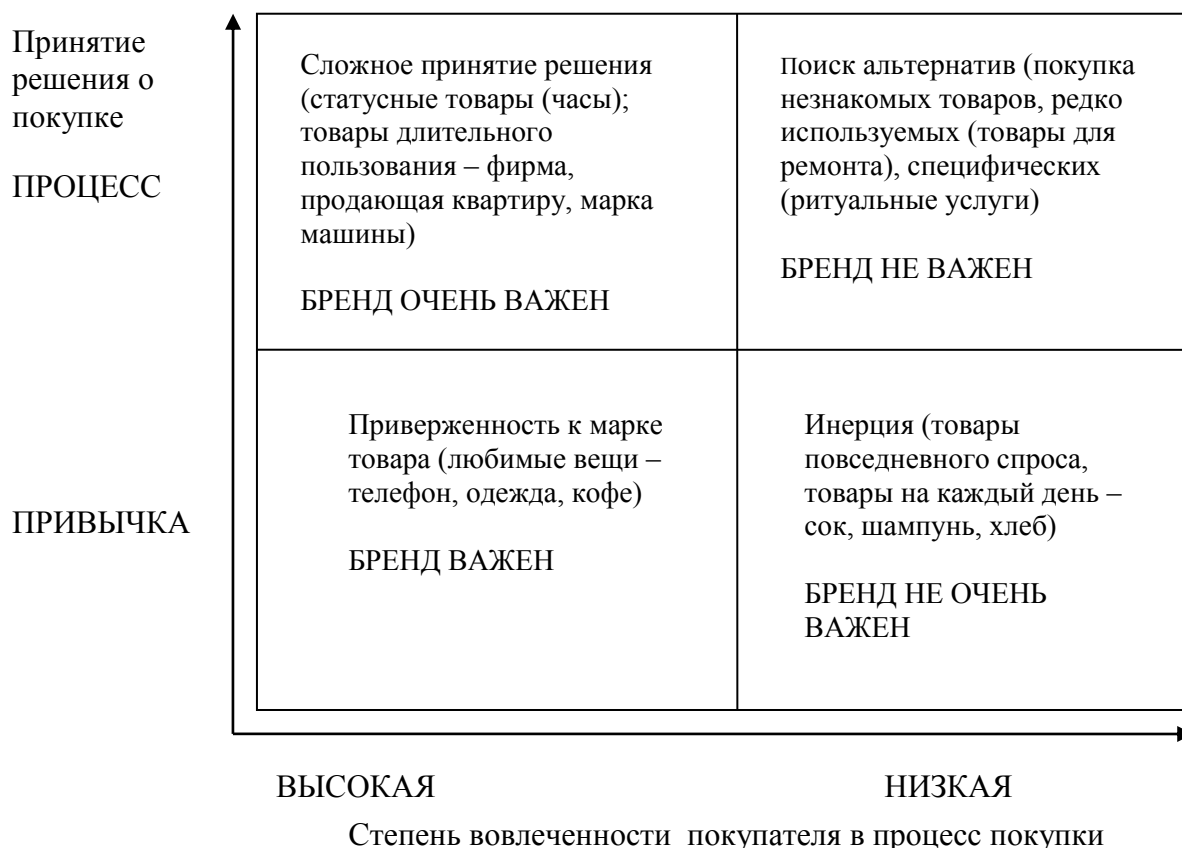 Принятие
решения о
покупке
ПРОЦЕСС
Сложное принятие решения
(статусные товары (часы);
товары длительного
пользования – фирма,
продающая квартиру, марка
машины)
БРЕНД ОЧЕНЬ ВАЖЕН
Поиск альтернатив (покупка
незнакомых товаров, редко
используемых (товары для
ремонта), специфических
(ритуальные услуги)
БРЕНД НЕ ВАЖЕН
ПРИВЫЧКА
Приверженность к марке
товара (любимые вещи –
телефон, одежда, кофе)
БРЕНД ВАЖЕН
Инерция (товары
повседневного спроса,
товары на каждый день –
сок, шампунь, хлеб)
БРЕНД НЕ ОЧЕНЬ
ВАЖЕН
ВЫСОКАЯ
НИЗКАЯ
Степень вовлеченности покупателя в процесс покупки